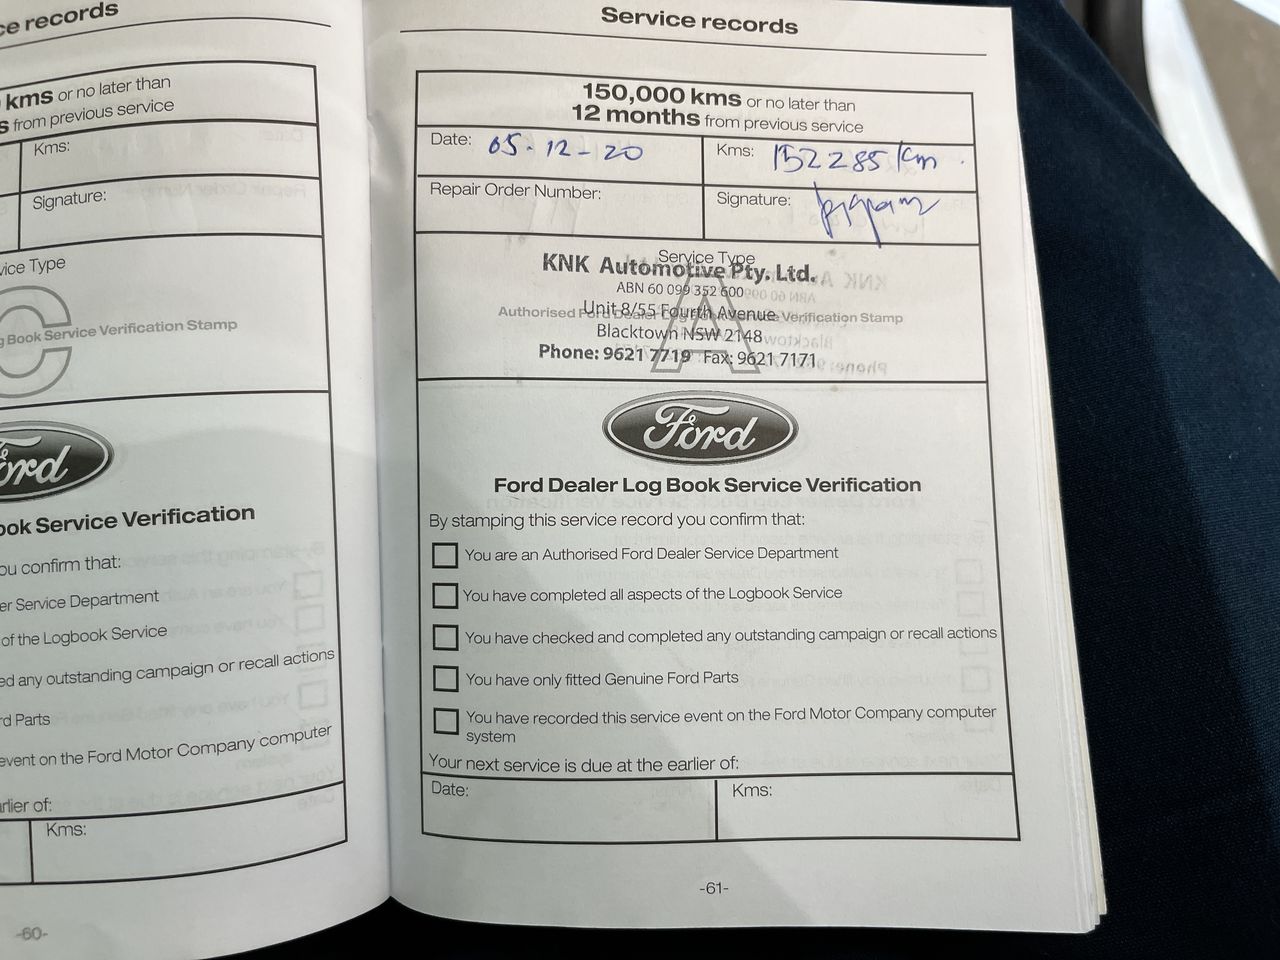 ce records
kms or no later than
s from previous service
Kms:
Signature:
vice Type
C
g Book Service Verification Stamp
Ford
ook Service Verification
ou confirm that:
er Service Department
of the Logbook Service
ed any outstanding campaign or recall actions
rd Parts
event on the Ford Motor Company computer
rlier of:
Kms:
-60-
Service records
150,000 kms or no later than
12 months from previous service
Date: 05-12-20
Kms: 152285 km
Repair Order Number:
Signature:
Service Type
KNK Automotive Pty. Ltd.
ABN 60 099 352 600
Authorised Ford Dealer Log Book Service Verification Stamp
Unit 8/55 Fourth Avenue
A
Blacktown NSW 2148
Phone: 9621 7719 Fax: 9621 7171
Ford
Ford Dealer Log Book Service Verification
By stamping this service record you confirm that:
You are an Authorised Ford Dealer Service Department
You have completed all aspects of the Logbook Service
You have checked and completed any outstanding campaign or recall actions
You have only fitted Genuine Ford Parts
You have recorded this service event on the Ford Motor Company computer
system
Your next service is due at the earlier of:
Date:
Kms:
-61-